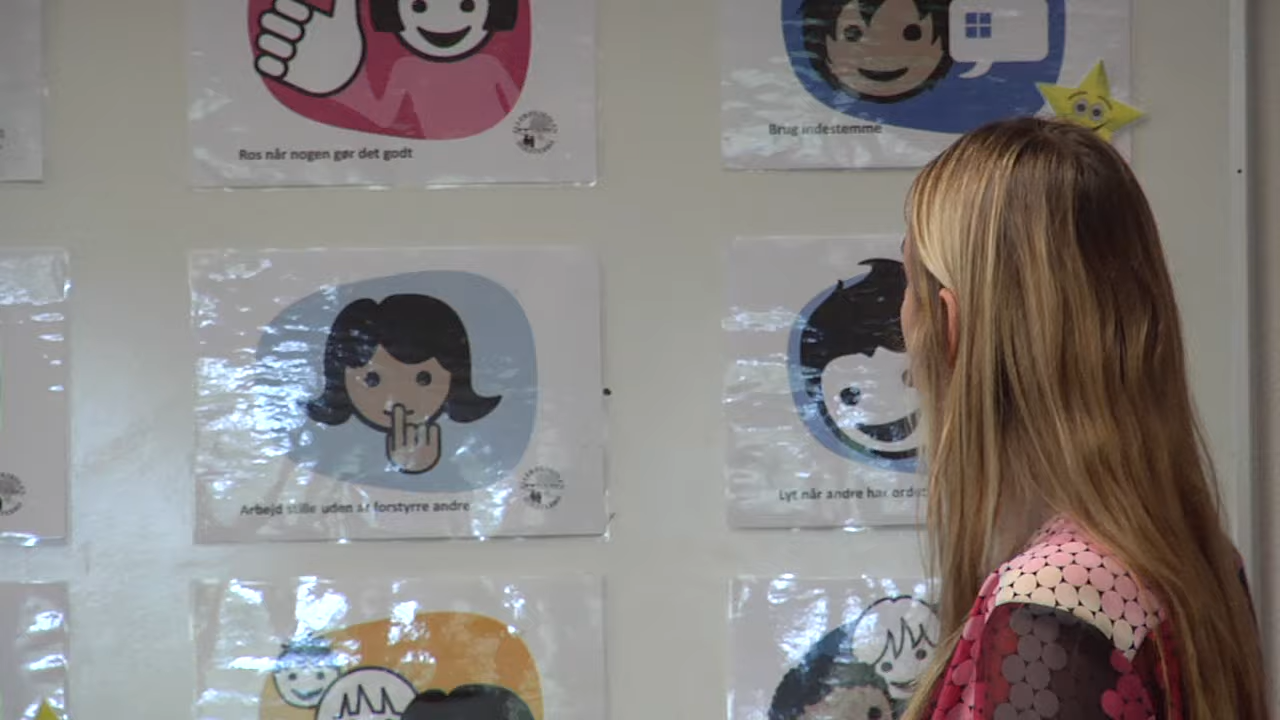 Ros når nogen gør det godt
Brug indestemme
Arbejd stille uden at forstyrre andre
Lyt når andre har ordet